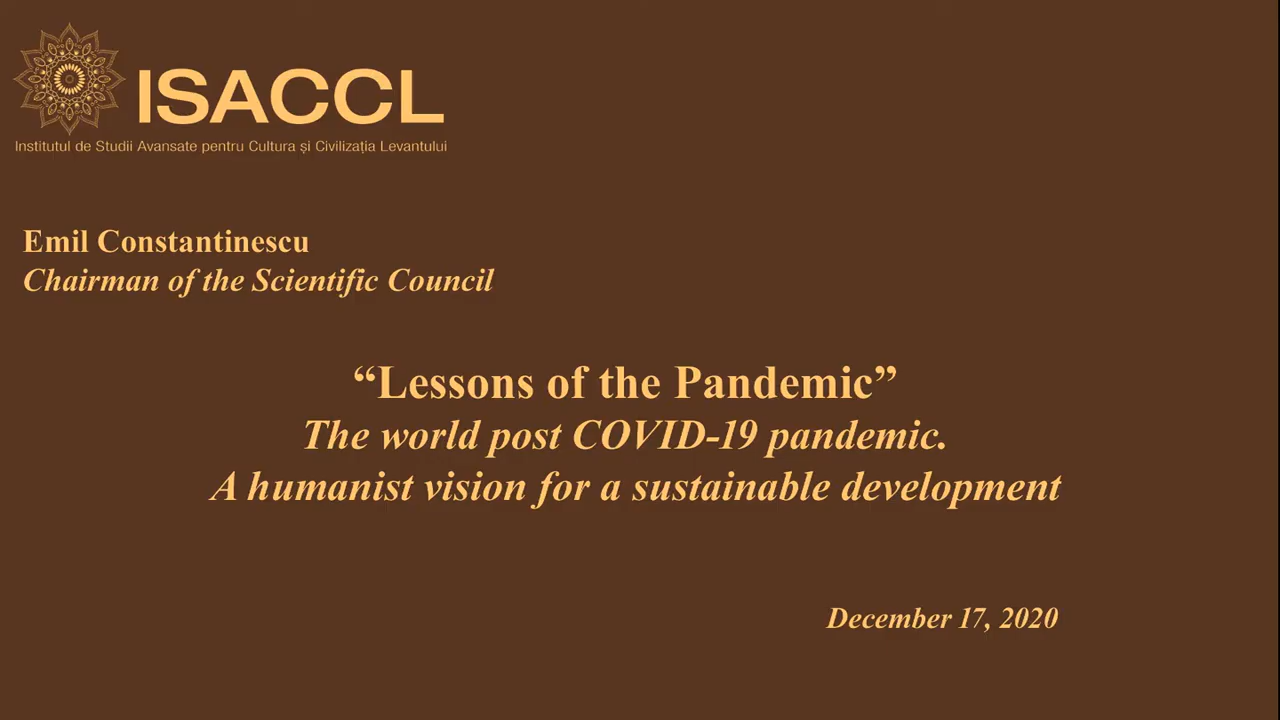 ISACCL
Institutul de Studii Avansate pentru Cultura și Civilizația Levantului
Emil Constantinescu
Chairman of the Scientific Council
“Lessons of the Pandemic”
The world post COVID-19 pandemic.
A humanist vision for a sustainable development
December 17, 2020